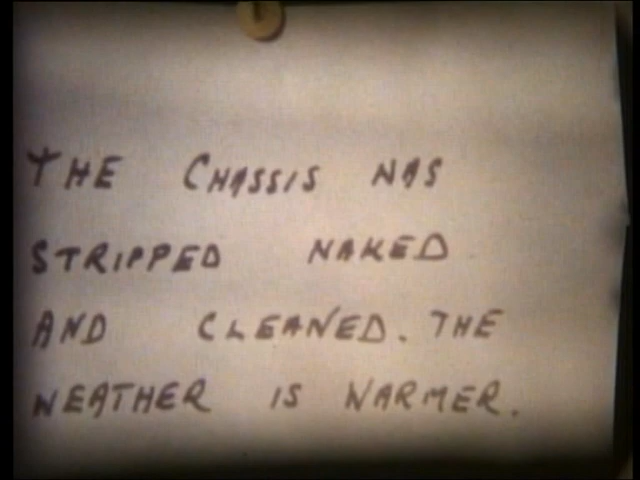 THE CHASSIS WAS
STRIPPED NAKED
AND CLEANED. THE
WEATHER IS WARMER.